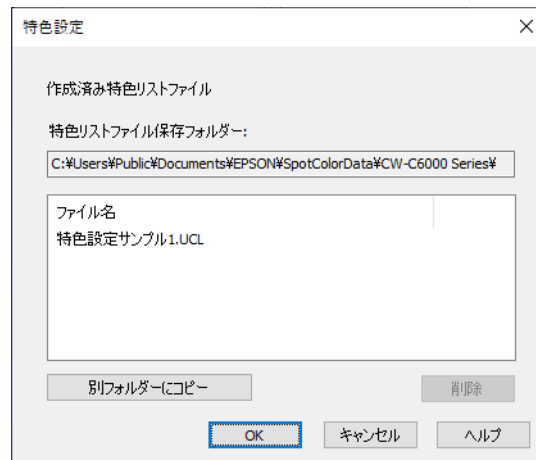 特色設定
作成済み特色リストファイル
特色リストファイル保存フォルダー:
C:¥Users¥Public¥Documents¥EPSON¥SpotColorData¥CW-C6000 Series¥
ファイル名
特色設定サンプル1.UCL
別フォルダーにコピー
削除
OK
キャンセル
ヘルプ